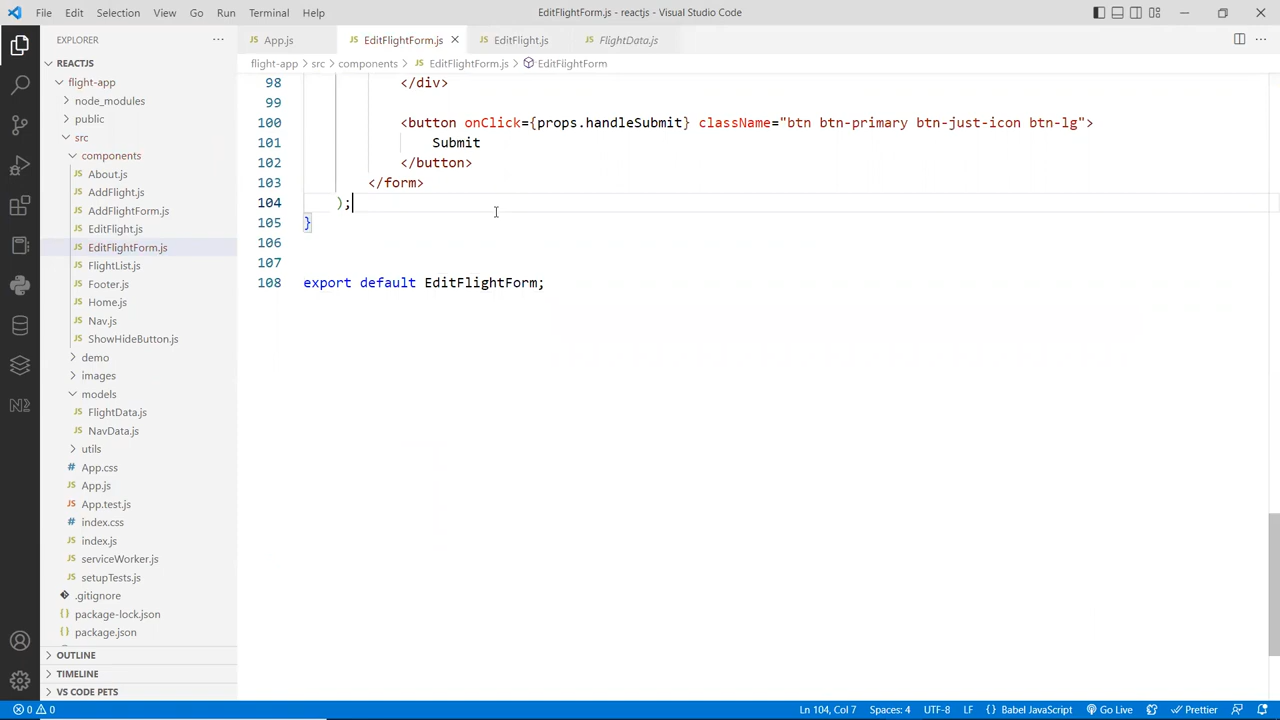 File Edit Selection View Go Run Terminal Help
EditFlightForm.js - reactjs - Visual Studio Code
EXPLORER
REACTJS
flight-app
node_modules
public
src
components
About.js
AddFlight.js
AddFlightForm.js
EditFlight.js
EditFlightForm.js
FlightList.js
Footer.js
Home.js
Nav.js
ShowHideButton.js
demo
images
models
FlightData.js
NavData.js
utils
App.css
App.js
App.test.js
index.css
index.js
serviceWorker.js
setupTests.js
.gitignore
package-lock.json
package.json
OUTLINE
TIMELINE
VS CODE PETS
App.js EditFlightForm.js EditFlight.js FlightData.js
flight-app > src > components > EditFlightForm.js > EditFlightForm
98 </div>
99
100 <button onClick={props.handleSubmit} className="btn btn-primary btn-just-icon btn-lg">
101 Submit
102 </button>
103 </form>
104 );
105 }
106
107
108 export default EditFlightForm;
0 0 Ln 104, Col 7 Spaces: 4 UTF-8 LF {} Babel JavaScript Go Live Prettier